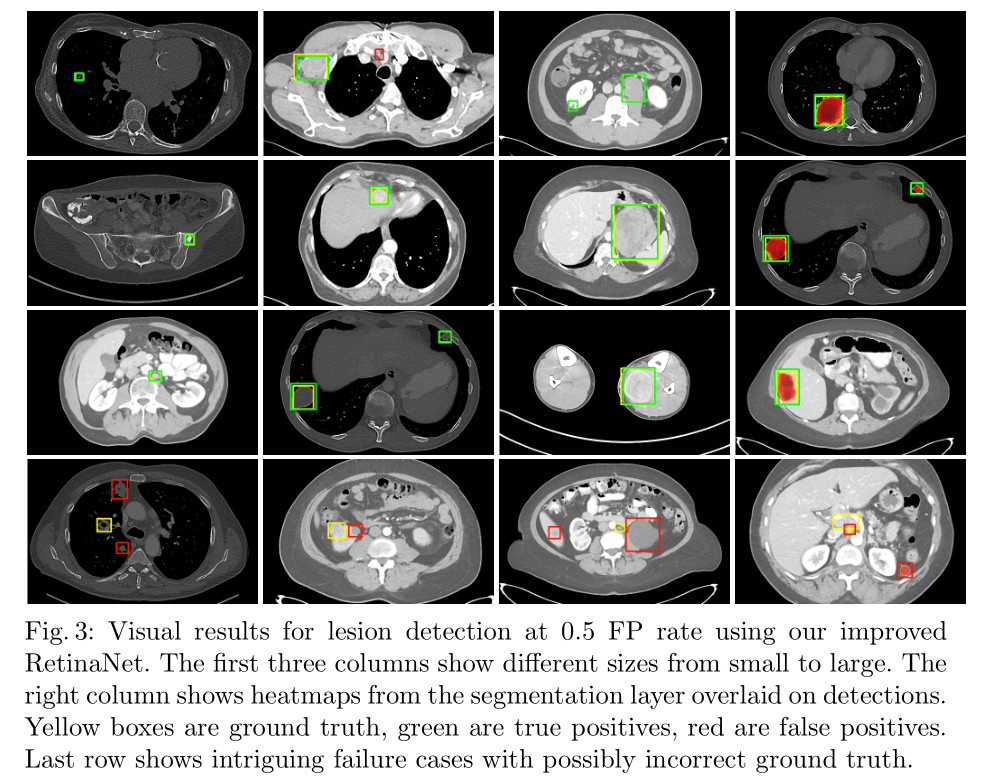 Fig. 3: Visual results for lesion detection at 0.5 FP rate using our improved
RetinaNet. The first three columns show different sizes from small to large. The
right column shows heatmaps from the segmentation layer overlaid on detections.
Yellow boxes are ground truth, green are true positives, red are false positives.
Last row shows intriguing failure cases with possibly incorrect ground truth.